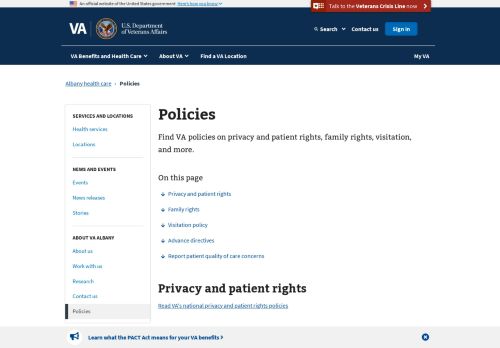 An official website of the United States government Here's how you know
Talk to the Veterans Crisis Line now
VA
U.S. Department
of Veterans Affairs
Search
Contact us
Sign in
VA Benefits and Health Care
About VA
Find a VA Location
My VA
Albany health care › Policies
SERVICES AND LOCATIONS
Health services
Locations
NEWS AND EVENTS
Events
News releases
Stories
ABOUT VA ALBANY
About us
Work with us
Research
Contact us
Policies
Policies
Find VA policies on privacy and patient rights, family rights, visitation,
and more.
On this page
Privacy and patient rights
Family rights
Visitation policy
Advance directives
Report patient quality of care concerns
Privacy and patient rights
Read VA's national privacy and patient rights policies
Learn what the PACT Act means for your VA benefits